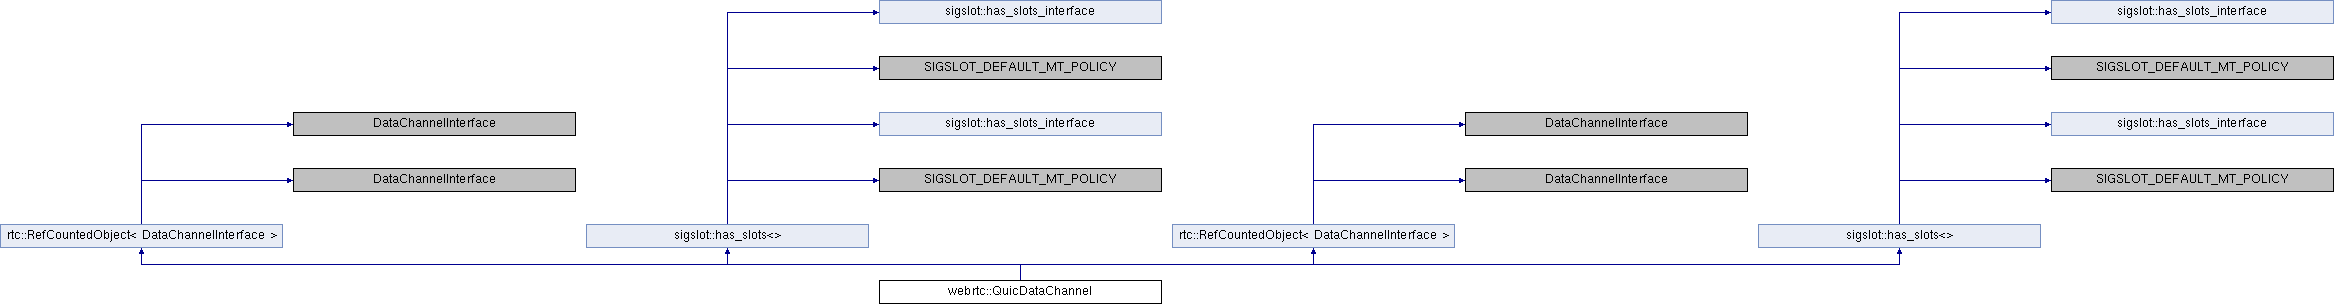 sigslot::has_slots_interface
sigslot::has_slots_interface
SIGSLOT_DEFAULT_MT_POLICY
SIGSLOT_DEFAULT_MT_POLICY
DataChannelInterface
sigslot::has_slots_interface
DataChannelInterface
sigslot::has_slots_interface
DataChannelInterface
SIGSLOT_DEFAULT_MT_POLICY
DataChannelInterface
SIGSLOT_DEFAULT_MT_POLICY
rtc::RefCountedObject< DataChannelInterface >
sigslot::has_slots<>
rtc::RefCountedObject< DataChannelInterface >
sigslot::has_slots<>
webrtc::QuicDataChannel